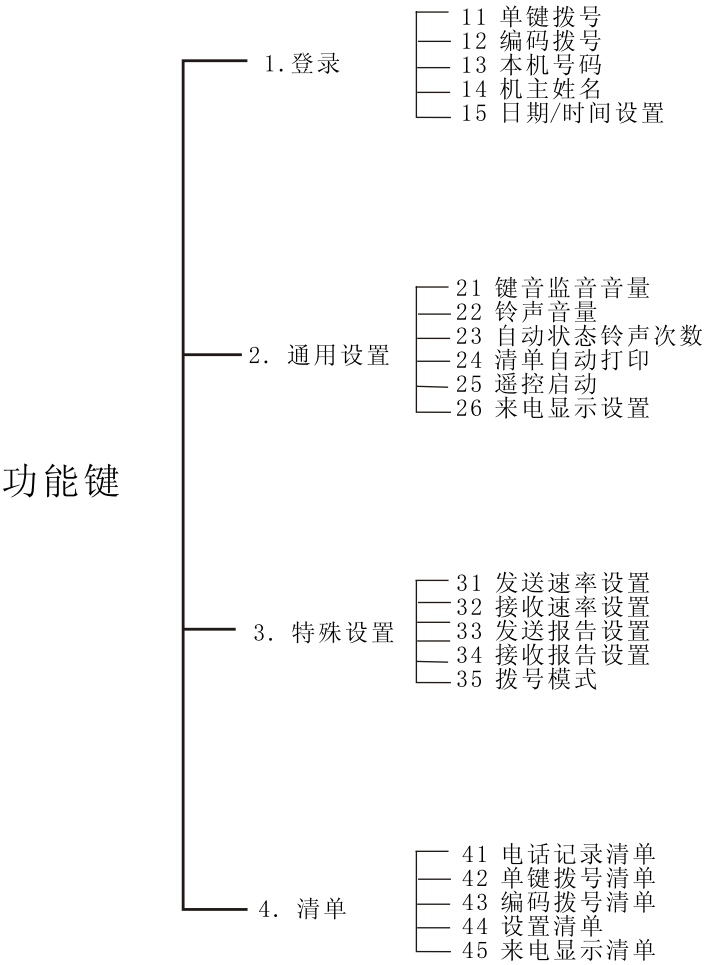 功能键
1.登录
11 单键拨号
12 编码拨号
13 本机号码
14 机主姓名
15 日期/时间设置
2. 通用设置
21 键音监音音量
22 铃声音量
23 自动状态铃声次数
24 清单自动打印
25 遥控启动
26 来电显示设置
3. 特殊设置
31 发送速率设置
32 接收速率设置
33 发送报告设置
34 接收报告设置
35 拨号模式
4. 清单
41 电话记录清单
42 单键拨号清单
43 编码拨号清单
44 设置清单
45 来电显示清单